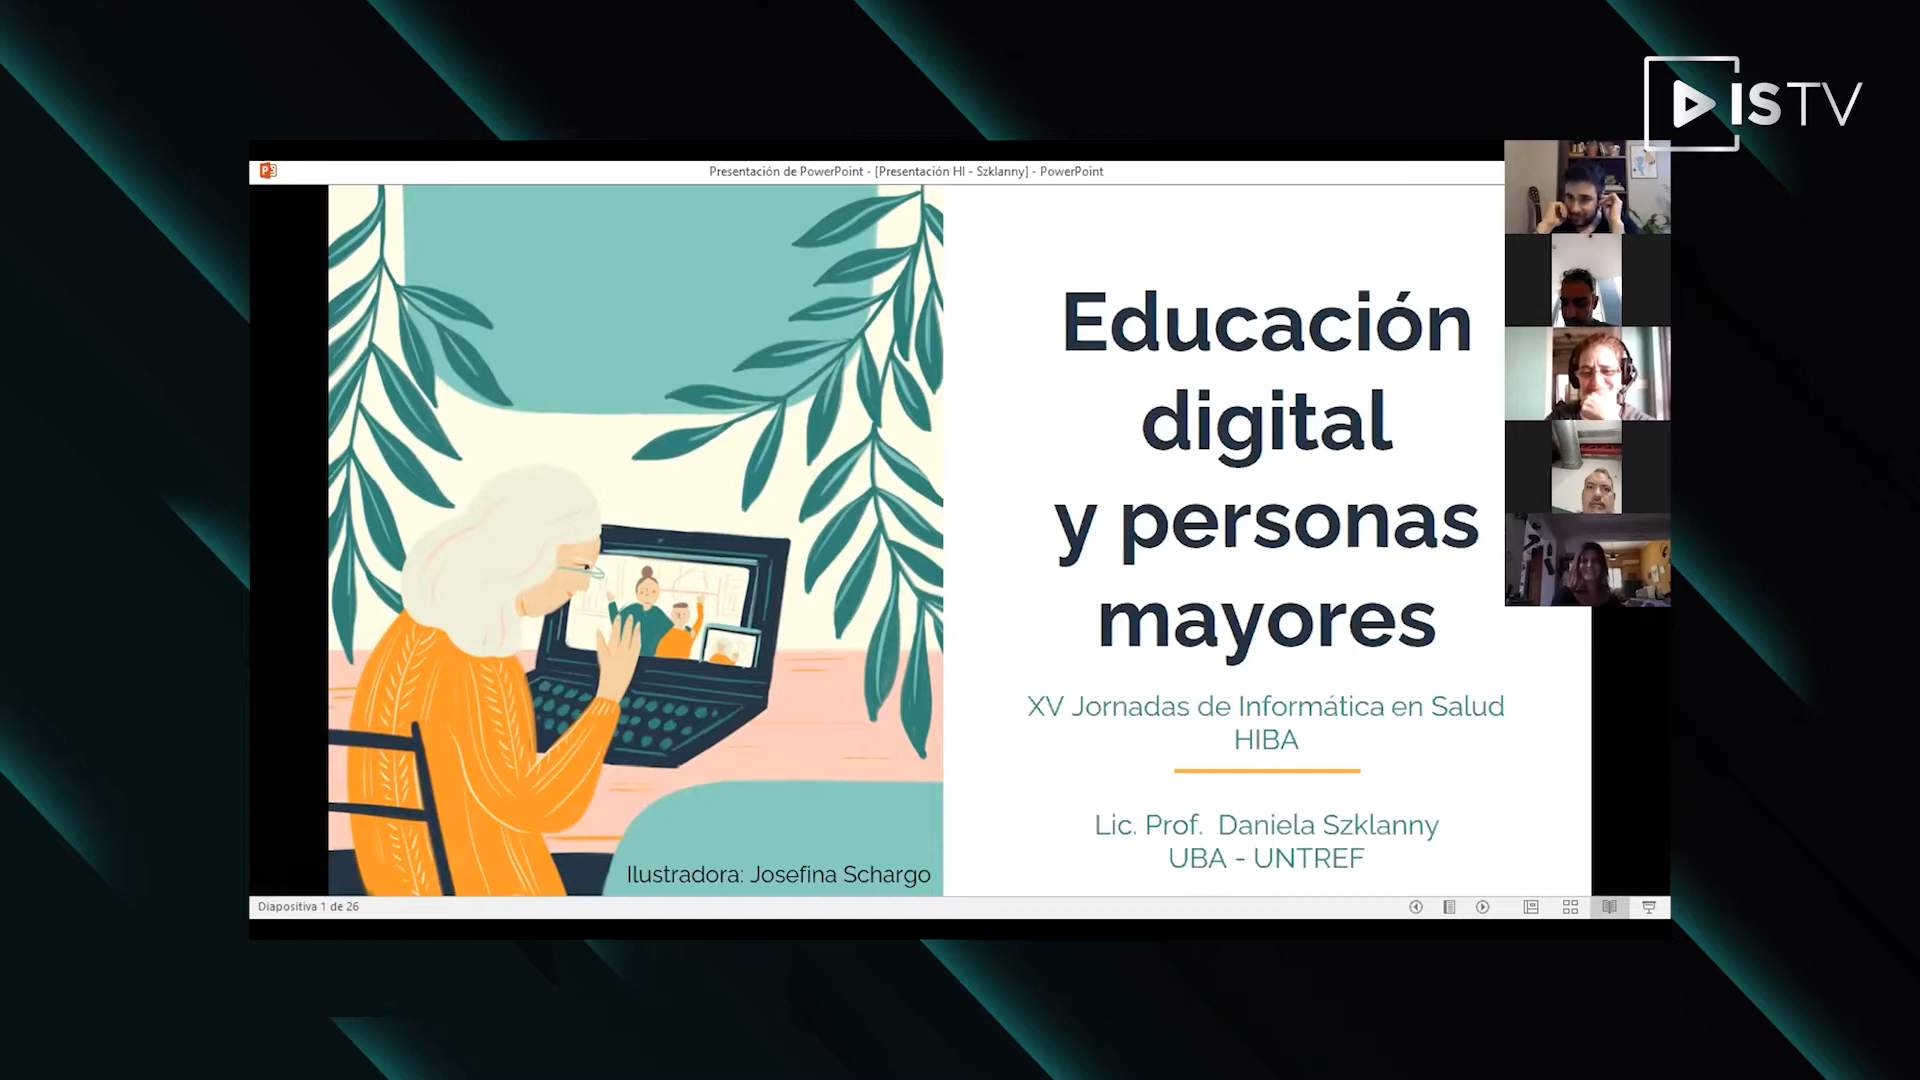 ISTV
Presentación de PowerPoint - [Presentación HI - Szklanny] - PowerPoint
Educación
digital
y personas
mayores
XV Jornadas de Informática en Salud
HIBA
Lic. Prof. Daniela Szklanny
UBA - UNTREF
Ilustradora: Josefina Schargo
Diapositiva 1 de 26